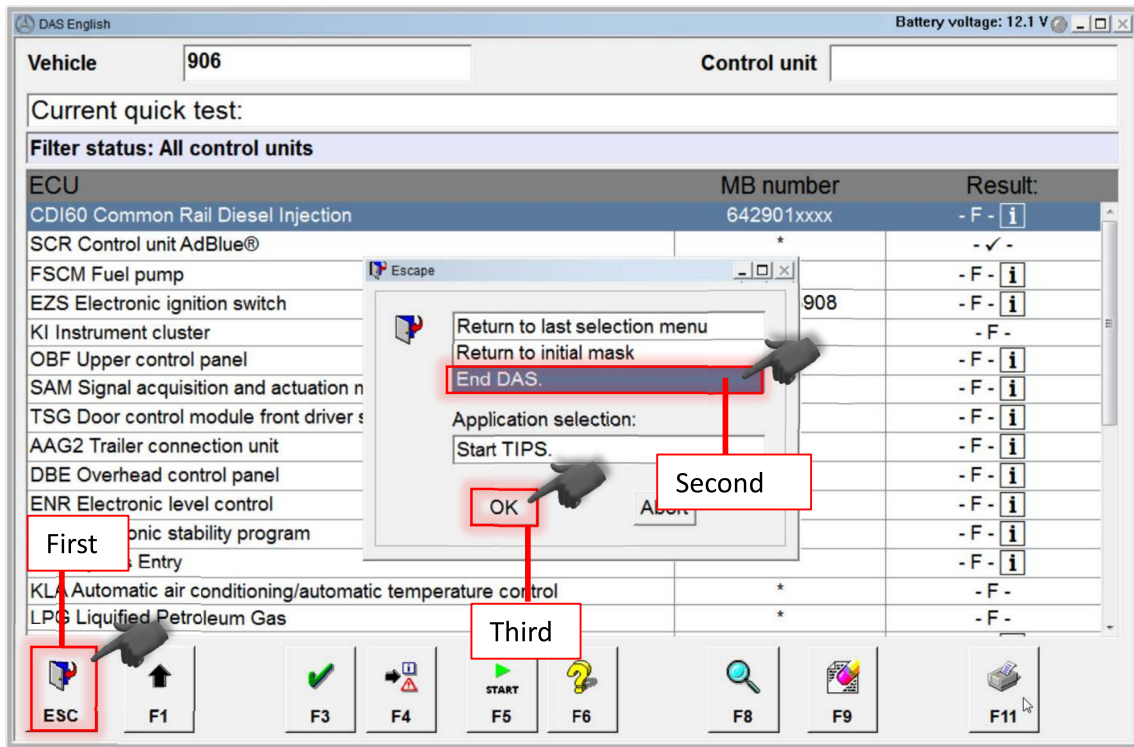 DAS English Battery voltage: 12.1 V
Vehicle 906 Control unit
Current quick test:
Filter status: All control units
ECU MB number Result:
CDI60 Common Rail Diesel Injection 642901xxxx - F - i
SCR Control unit AdBlue® * - ✓ -
FSCM Fuel pump - F - i
EZS Electronic ignition switch 908 - F - i
KI Instrument cluster - F -
OBF Upper control panel - F - i
SAM Signal acquisition and actuation - F - i
TSG Door control module front driver - F - i
AAG2 Trailer connection unit - F - i
DBE Overhead control panel - F - i
ENR Electronic level control - F - i
stability program - F - i
Entry - F - i
KLA Automatic air conditioning/automatic temperature control * - F -
LPG Liquified Petroleum Gas * - F -
Escape
Return to last selection menu
Return to initial mask
End DAS.
Application selection:
Start TIPS.
OK
First
Second
Third
ESC F1 F3 F4 START F5 F6 F8 F9 F11